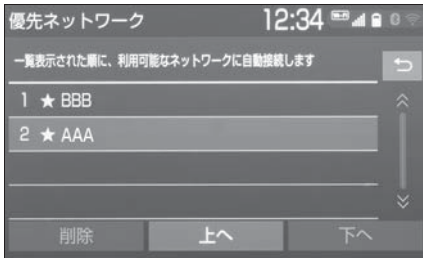 優先ネットワーク 12:34
一覧表示された順に、利用可能なネットワークに自動接続します
1 ★ BBB
2 ★ AAA
削除 上へ 下へ